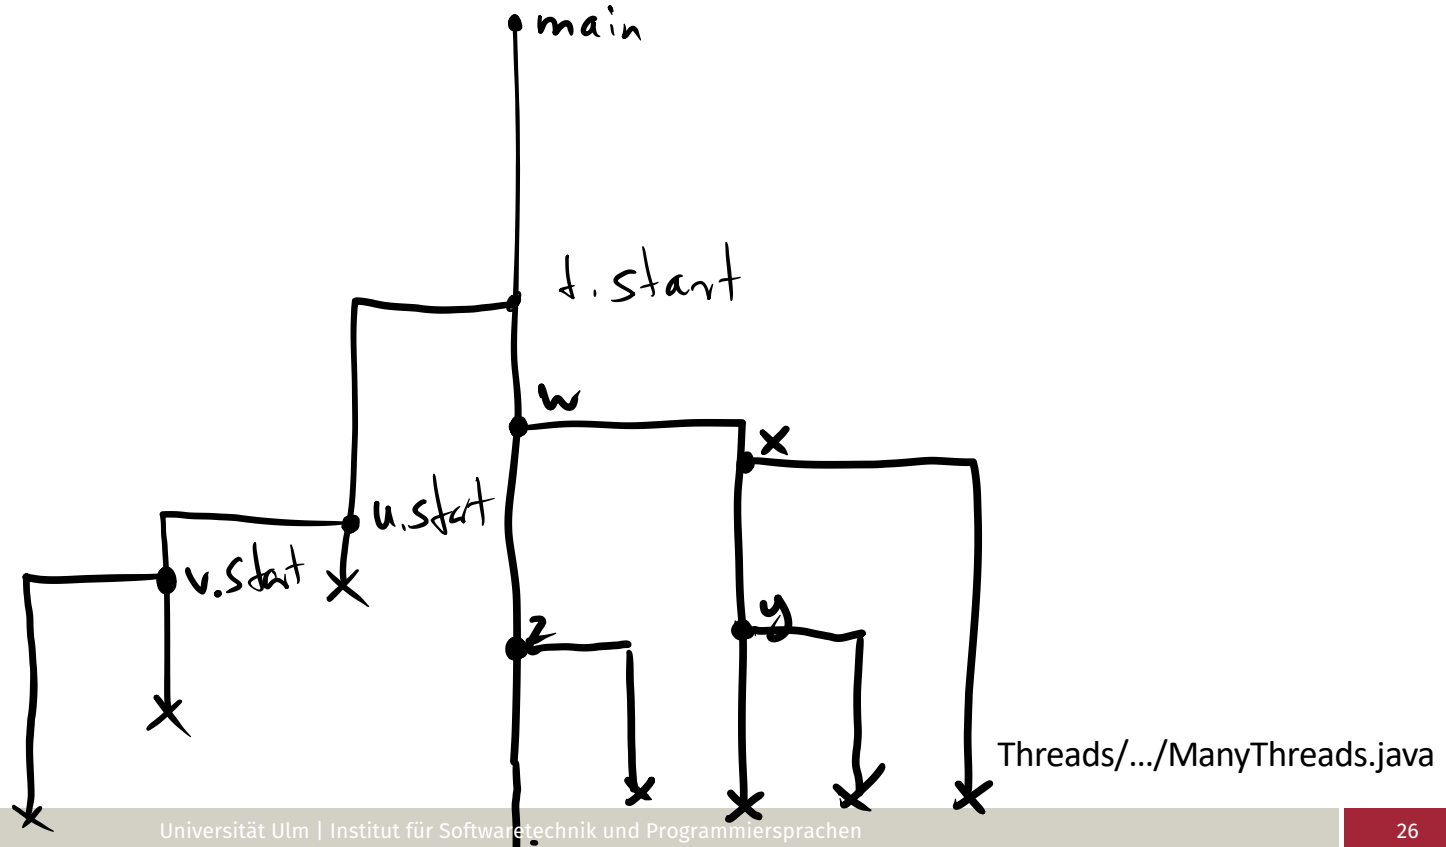 main
t.start
w
x
u.start
v.start
y
z
Threads/.../ManyThreads.java
Universität Ulm | Institut für Softwaretechnik und Programmiersprachen
26